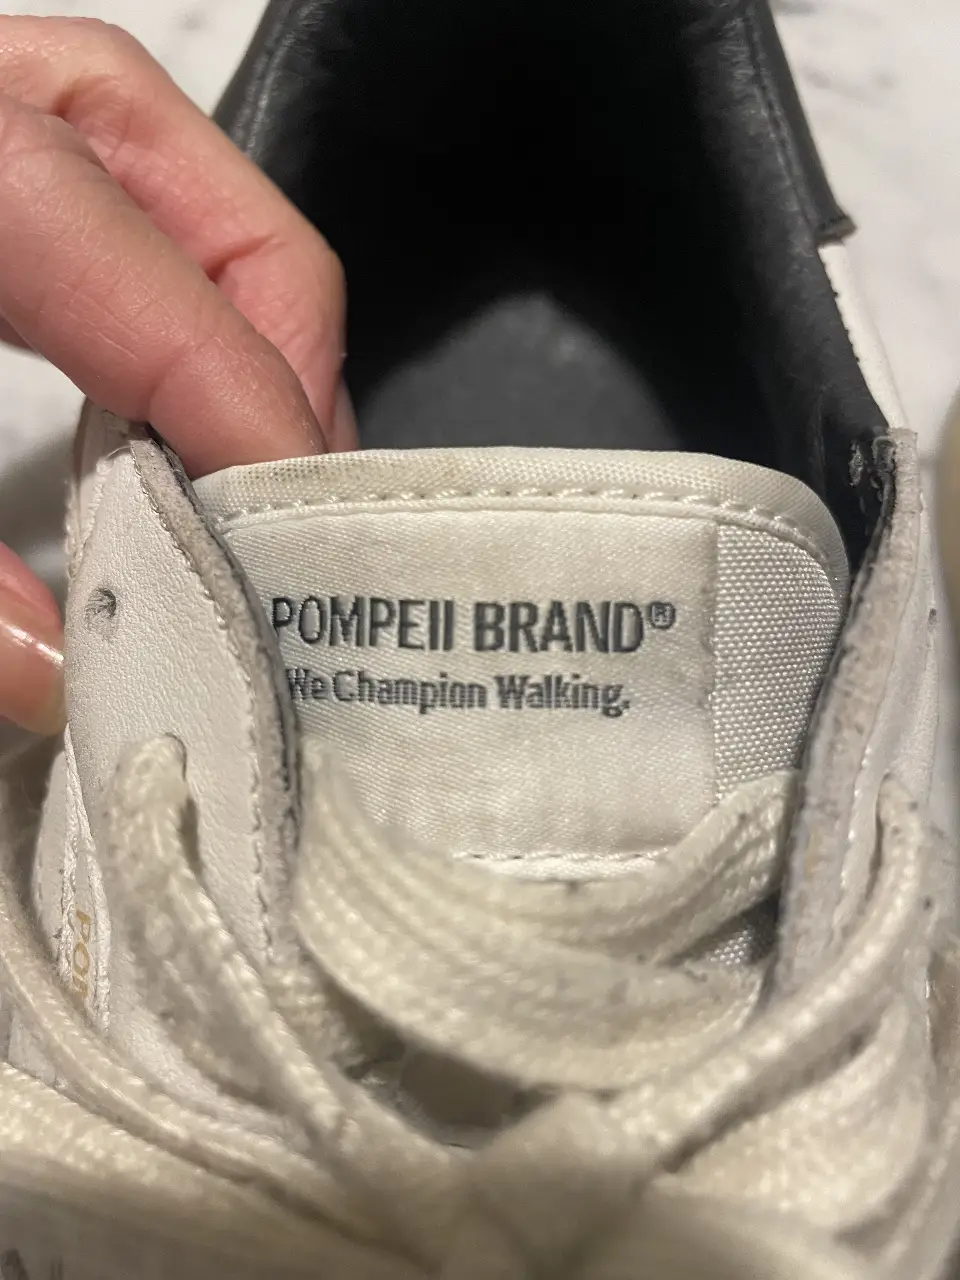 POMPEII BRAND®
We Champion Walking.